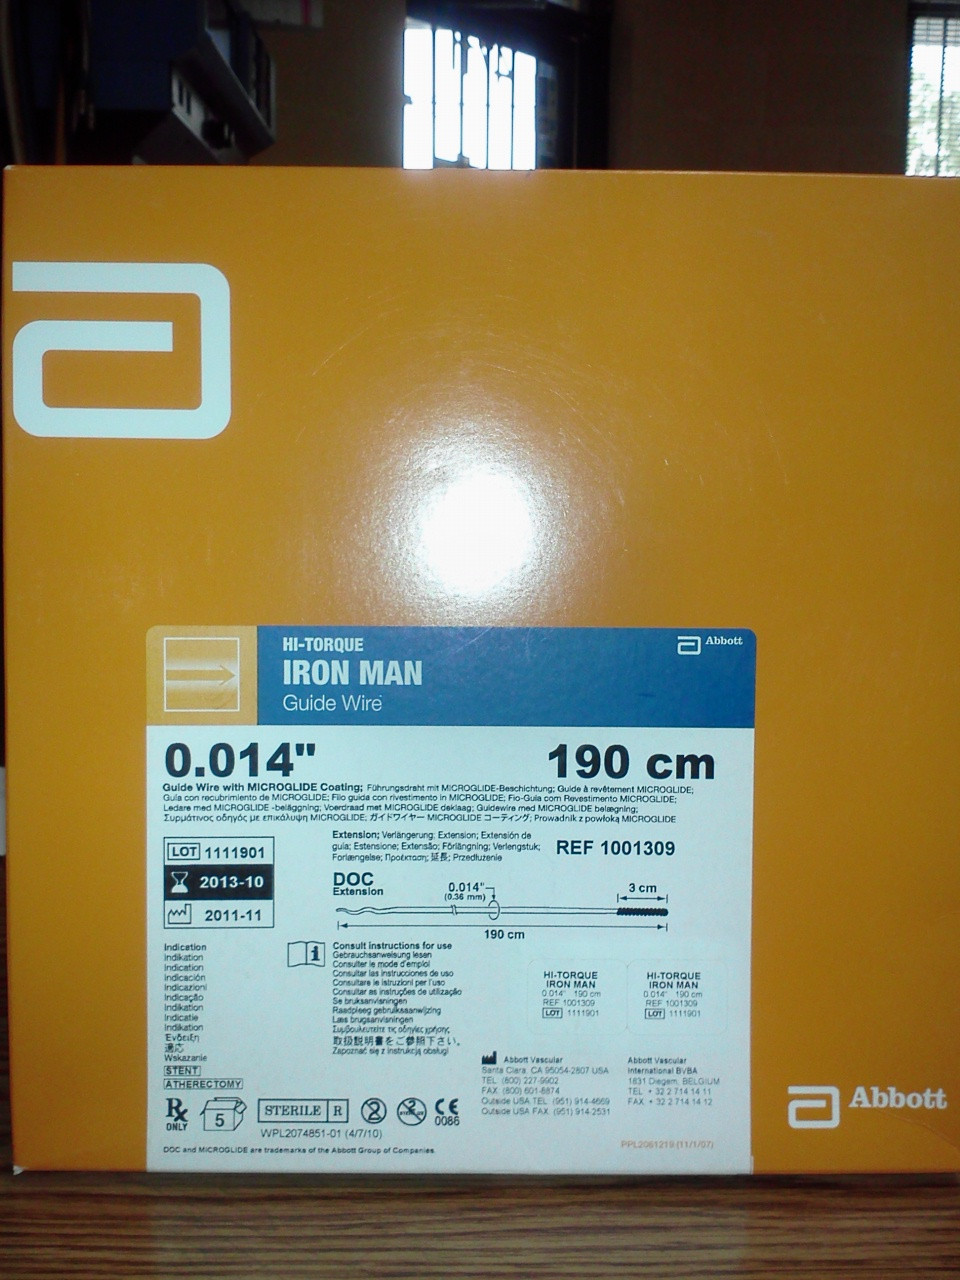 HI-TORQUE
IRON MAN
Guide Wire
Abbott
0.014"
190 cm
Guide Wire with MICROGLIDE Coating; Führungsdraht mit MICROGLIDE-Beschichtung; Guide à revêtement MICROGLIDE;
Guía con recubrimiento de MICROGLIDE; Filo guida con rivestimento in MICROGLIDE; Fio-Guia com Revestimento MICROGLIDE;
Ledare med MICROGLIDE -beläggning; Voerdraad met MICROGLIDE deklaag; Guidewire med MICROGLIDE belægning;
Συρμάτινος οδηγός με επικάλυψη MICROGLIDE; ガイドワイヤー MICROGLIDE コーティング; Prowadnik z powłoką MICROGLIDE
LOT 1111901
2013-10
2011-11
Extension; Verlängerung; Extension; Extensión de
guía; Estensione; Extensão; Förlängning; Verlengstuk;
Forlængelse; Προέκταση; 延長; Przedłużenie
REF 1001309
DOC
Extension
0.014"
(0.36 mm)
3 cm
190 cm
Indication
Indikation
Indication
Indicación
Indicazioni
Indicação
Indikation
Indicatie
Indikation
Ένδειξη
適応
Wskazanie
STENT
ATHERECTOMY
Consult instructions for use
Gebrauchsanweisung lesen
Consulter le mode d'emploi
Consultar las instrucciones de uso
Consultare le istruzioni per l'uso
Consultar as instruções de utilização
Se bruksanvisningen
Raadpleeg gebruiksaanwijzing
Læs brugsanvisningen
Συμβουλευτείτε τις οδηγίες χρήσης
取扱説明書をご参照下さい。
Zapoznać się z instrukcją obsługi
HI-TORQUE
IRON MAN
0.014" 190 cm
REF 1001309
LOT 1111901
HI-TORQUE
IRON MAN
0.014" 190 cm
REF 1001309
LOT 1111901
Abbott Vascular
Santa Clara, CA 95054-2807 USA
TEL: (800) 227-9902
FAX: (800) 601-8874
Outside USA TEL: (951) 914-4669
Outside USA FAX: (951) 914-2531
Abbott Vascular
International BVBA
1831 Diegem, BELGIUM
TEL: + 32 2 714 14 11
FAX: + 32 2 714 14 12
Rx
ONLY
5
STERILE R
2
CE
0086
WPL2074851-01 (4/7/10)
DOC and MICROGLIDE are trademarks of the Abbott Group of Companies.
PPL2061219 (11/1/07)
Abbott